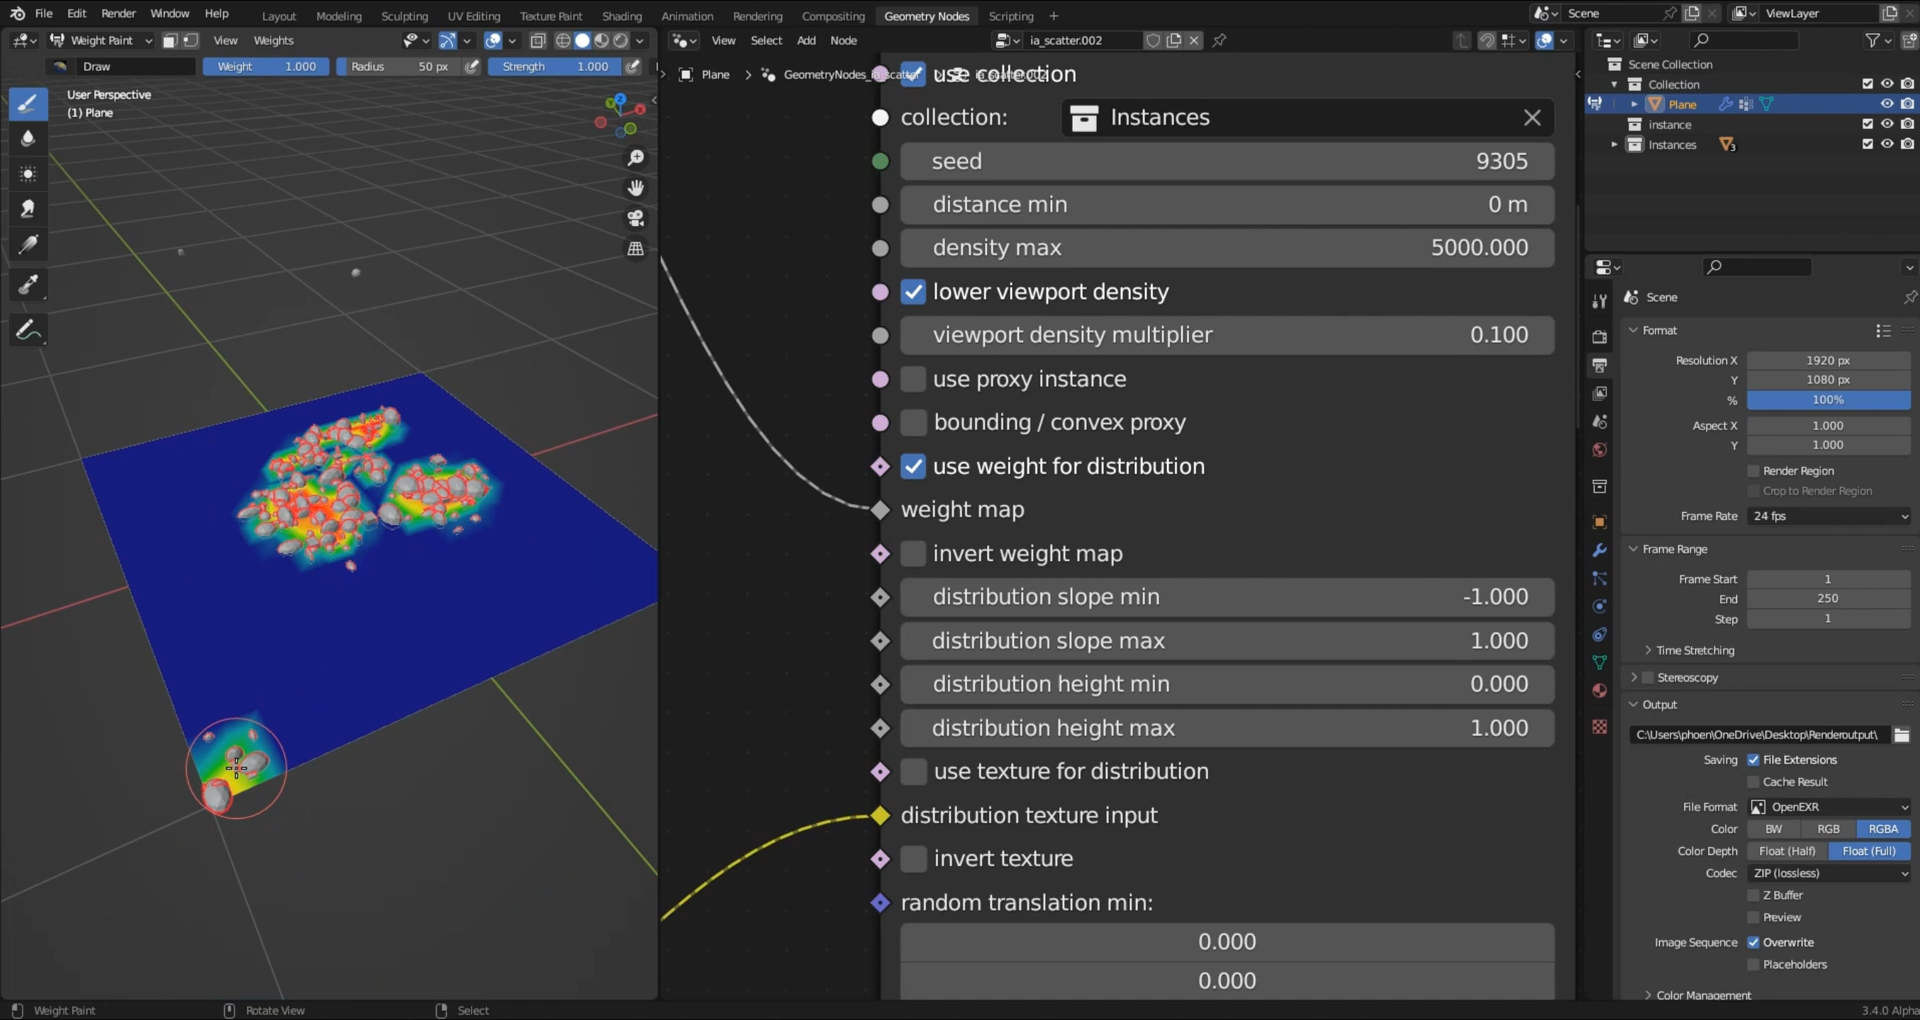 File Edit Render Window Help
Layout Modeling Sculpting UV Editing Texture Paint Shading Animation Rendering Compositing Geometry Nodes Scripting +
Scene
ViewLayer
Weight Paint View Weights
View Select Add Node
ia_scatter.002
Draw
Weight 1.000
Radius 50 px
Strength 1.000
User Perspective
(1) Plane
Plane > GeometryNodes_ia_scatter
use collection
collection: Instances
seed 9305
distance min 0 m
density max 5000.000
lower viewport density
viewport density multiplier 0.100
use proxy instance
bounding / convex proxy
use weight for distribution
weight map
invert weight map
distribution slope min -1.000
distribution slope max 1.000
distribution height min 0.000
distribution height max 1.000
use texture for distribution
distribution texture input
invert texture
random translation min:
0.000
0.000
Scene Collection
Collection
Plane
instance
Instances 3
Scene
Format
Resolution X 1920 px
Y 1080 px
% 100%
Aspect X 1.000
Y 1.000
Render Region
Crop to Render Region
Frame Rate 24 fps
Frame Range
Frame Start 1
End 250
Step 1
Time Stretching
Stereoscopy
Output
C:\Users\phoen\OneDrive\Desktop\Renderoutput\
Saving File Extensions
Cache Result
File Format OpenEXR
Color BW RGB RGBA
Color Depth Float (Half) Float (Full)
Codec ZIP (lossless)
Z Buffer
Preview
Image Sequence Overwrite
Placeholders
Color Management
Weight Paint
Rotate View
Select
3.4.0 Alpha